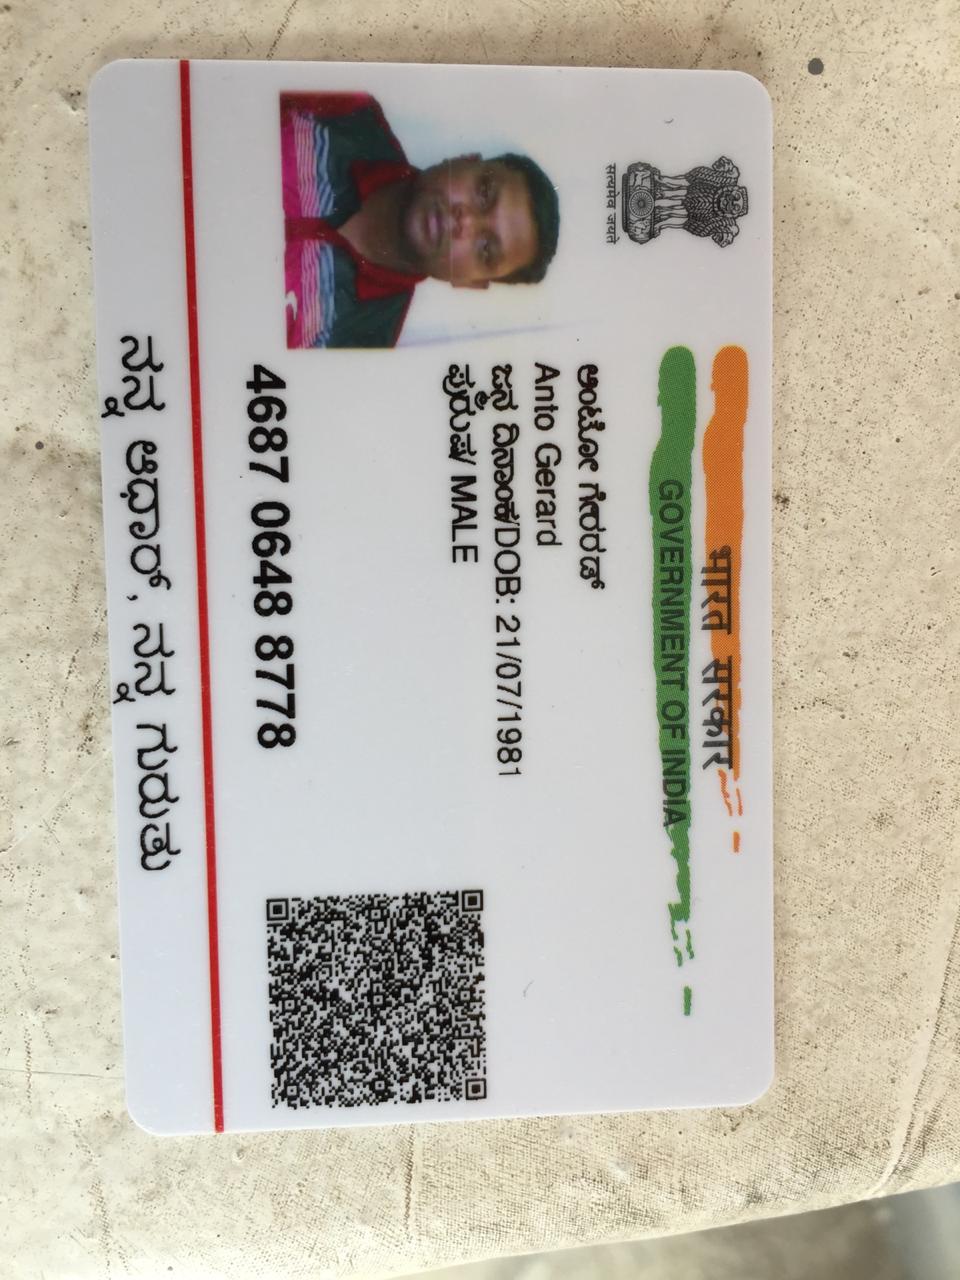 भारत सरकार
GOVERNMENT OF INDIA
सत्यमेव जयते
ಆಂಟೋ ಗೇರರಡ್
Anto Gerard
ಜನ್ಮ ದಿನಾಂಕ/DOB: 21/07/1981
ಪುರುಷ/ MALE
4687 0648 8778
ನನ್ನ ಆಧಾರ್, ನನ್ನ ಗುರುತು